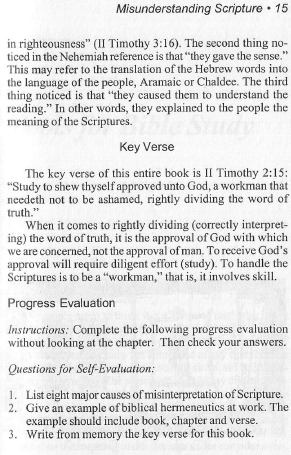 Misunderstanding Scripture • 15
in righteousness” (II Timothy 3:16). The second thing no-
ticed in the Nehemiah reference is that “they gave the sense.”
This may refer to the translation of the Hebrew words into
the language of the people, Aramaic or Chaldee. The third
thing noticed is that “they caused them to understand the
reading.” In other words, they explained to the people the
meaning of the Scriptures.
Key Verse
The key verse of this entire book is II Timothy 2:15:
“Study to shew thyself approved unto God, a workman that
needeth not to be ashamed, rightly dividing the word of
truth.”
When it comes to rightly dividing (correctly interpret-
ing) the word of truth, it is the approval of God with which
we are concerned, not the approval of man. To receive God’s
approval will require diligent effort (study). To handle the
Scriptures is to be a “workman,” that is, it involves skill.
Progress Evaluation
Instructions: Complete the following progress evaluation
without looking at the chapter. Then check your answers.
Questions for Self-Evaluation:
1. List eight major causes of misinterpretation of Scripture.
2. Give an example of biblical hermeneutics at work. The
example should include book, chapter and verse.
3. Write from memory the key verse for this book.